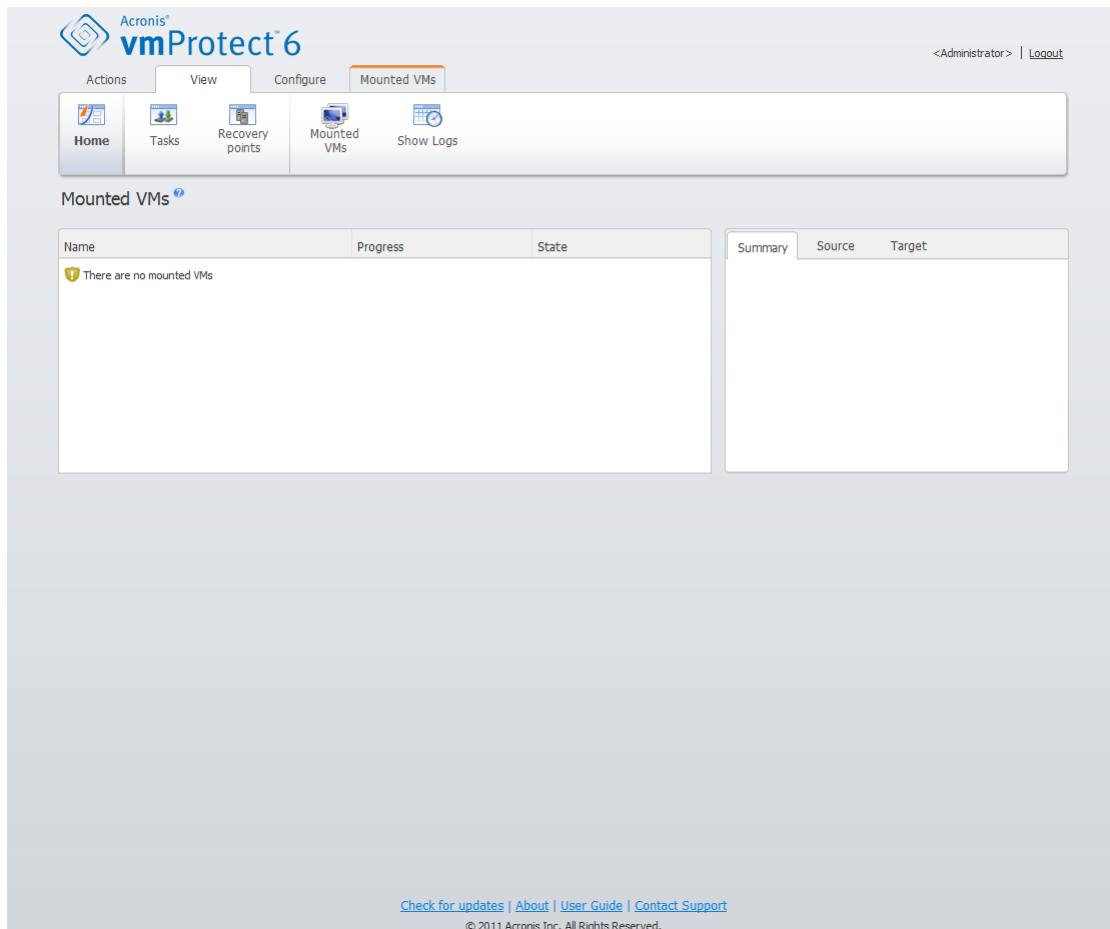 Acronis®
vmProtect™ 6
<Administrator> | Logout
Actions View Configure Mounted VMs
Home Tasks Recovery points Mounted VMs Show Logs
Mounted VMs ?
Name Progress State
Summary Source Target
There are no mounted VMs
Check for updates | About | User Guide | Contact Support
© 2011 Acronis Inc. All Rights Reserved.